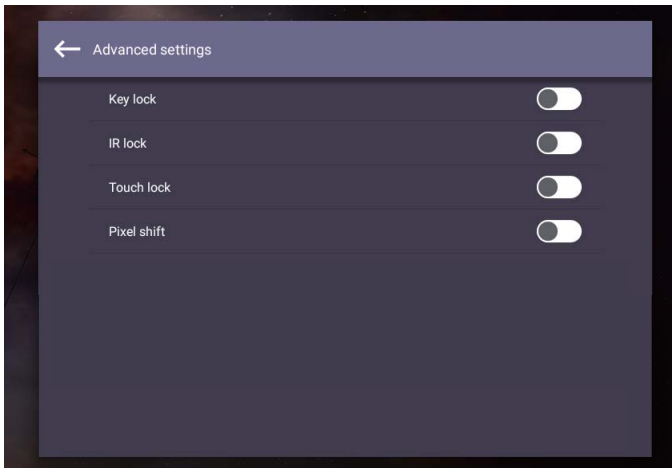 Advanced settings
Key lock
IR lock
Touch lock
Pixel shift